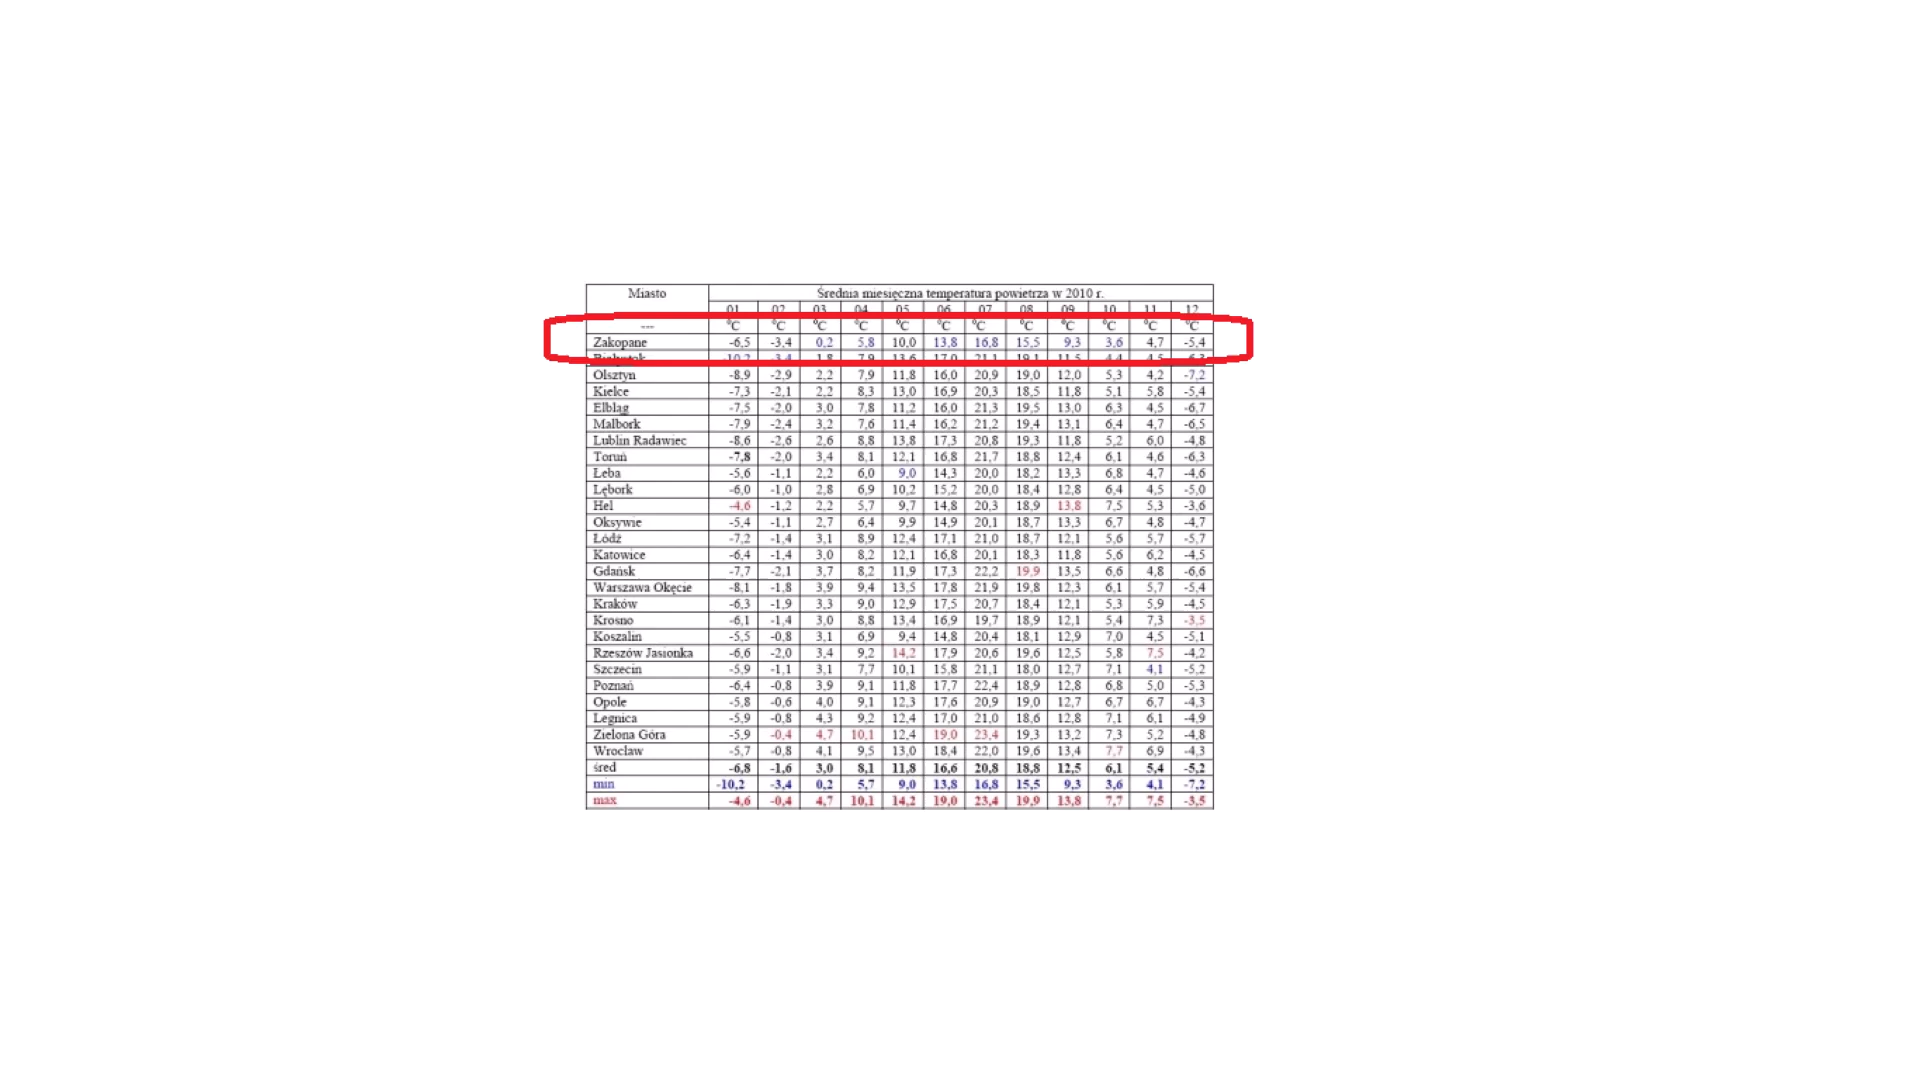 Miasto Średnia miesięczna temperatura powietrza w 2010 r.
01 02 03 04 05 06 07 08 09 10 11 12
--- °C °C °C °C °C °C °C °C °C °C °C °C
Zakopane -6,5 -3,4 0,2 5,8 10,0 13,8 16,8 15,5 9,3 3,6 4,7 -5,4
Białystok -10,2 -3,4 1,8 7,9 13,6 17,0 21,1 19,1 11,5 4,4 4,5 -6,3
Olsztyn -8,9 -2,9 2,2 7,9 11,8 16,0 20,9 19,0 12,0 5,3 4,2 -7,2
Kielce -7,3 -2,1 2,2 8,3 13,0 16,9 20,3 18,5 11,8 5,1 5,8 -5,4
Elbląg -7,5 -2,0 3,0 7,8 11,2 16,0 21,3 19,5 13,0 6,3 4,5 -6,7
Malbork -7,9 -2,4 3,2 7,6 11,4 16,2 21,2 19,4 13,1 6,4 4,7 -6,5
Lublin Radawiec -8,6 -2,6 2,6 8,8 13,8 17,3 20,8 19,3 11,8 5,2 6,0 -4,8
Toruń -7,8 -2,0 3,4 8,1 12,1 16,8 21,7 18,8 12,4 6,1 4,6 -6,3
Łeba -5,6 -1,1 2,2 6,0 9,0 14,3 20,0 18,2 13,3 6,8 4,7 -4,6
Lębork -6,0 -1,0 2,8 6,9 10,2 15,2 20,0 18,4 12,8 6,4 4,5 -5,0
Hel -4,6 -1,2 2,2 5,7 9,7 14,8 20,3 18,9 13,8 7,5 5,3 -3,6
Oksywie -5,4 -1,1 2,7 6,4 9,9 14,9 20,1 18,7 13,3 6,7 4,8 -4,7
Łódź -7,2 -1,4 3,1 8,9 12,4 17,1 21,0 18,7 12,1 5,6 5,7 -5,7
Katowice -6,4 -1,4 3,0 8,2 12,1 16,8 20,1 18,3 11,8 5,6 6,2 -4,5
Gdańsk -7,7 -2,1 3,7 8,2 11,9 17,3 22,2 19,9 13,5 6,6 4,8 -6,6
Warszawa Okęcie -8,1 -1,8 3,9 9,4 13,5 17,8 21,9 19,8 12,3 6,1 5,7 -5,4
Kraków -6,3 -1,9 3,3 9,0 12,9 17,5 20,7 18,4 12,1 5,3 5,9 -4,5
Krosno -6,1 -1,4 3,0 8,8 13,4 16,9 19,7 18,9 12,1 5,4 7,3 -3,5
Koszalin -5,5 -0,8 3,1 6,9 9,4 14,8 20,4 18,1 12,9 7,0 4,5 -5,1
Rzeszów Jasionka -6,6 -2,0 3,4 9,2 14,2 17,9 20,6 19,6 12,5 5,8 7,5 -4,2
Szczecin -5,9 -1,1 3,1 7,7 10,1 15,8 21,1 18,0 12,7 7,1 4,1 -5,2
Poznań -6,4 -0,8 3,9 9,1 11,8 17,7 22,4 18,9 12,8 6,8 5,0 -5,3
Opole -5,8 -0,6 4,0 9,1 12,3 17,6 20,9 19,0 12,7 6,7 6,7 -4,3
Legnica -5,9 -0,8 4,3 9,2 12,4 17,0 21,0 18,6 12,8 7,1 6,1 -4,9
Zielona Góra -5,9 -0,4 4,7 10,1 12,4 19,0 23,4 19,3 13,2 7,3 5,2 -4,8
Wrocław -5,7 -0,8 4,1 9,5 13,0 18,4 22,0 19,6 13,4 7,7 6,9 -4,3
śred -6,8 -1,6 3,0 8,1 11,8 16,6 20,8 18,8 12,5 6,1 5,4 -5,2
min -10,2 -3,4 0,2 5,7 9,0 13,8 16,8 15,5 9,3 3,6 4,1 -7,2
max -4,6 -0,4 4,7 10,1 14,2 19,0 23,4 19,9 13,8 7,7 7,5 -3,5